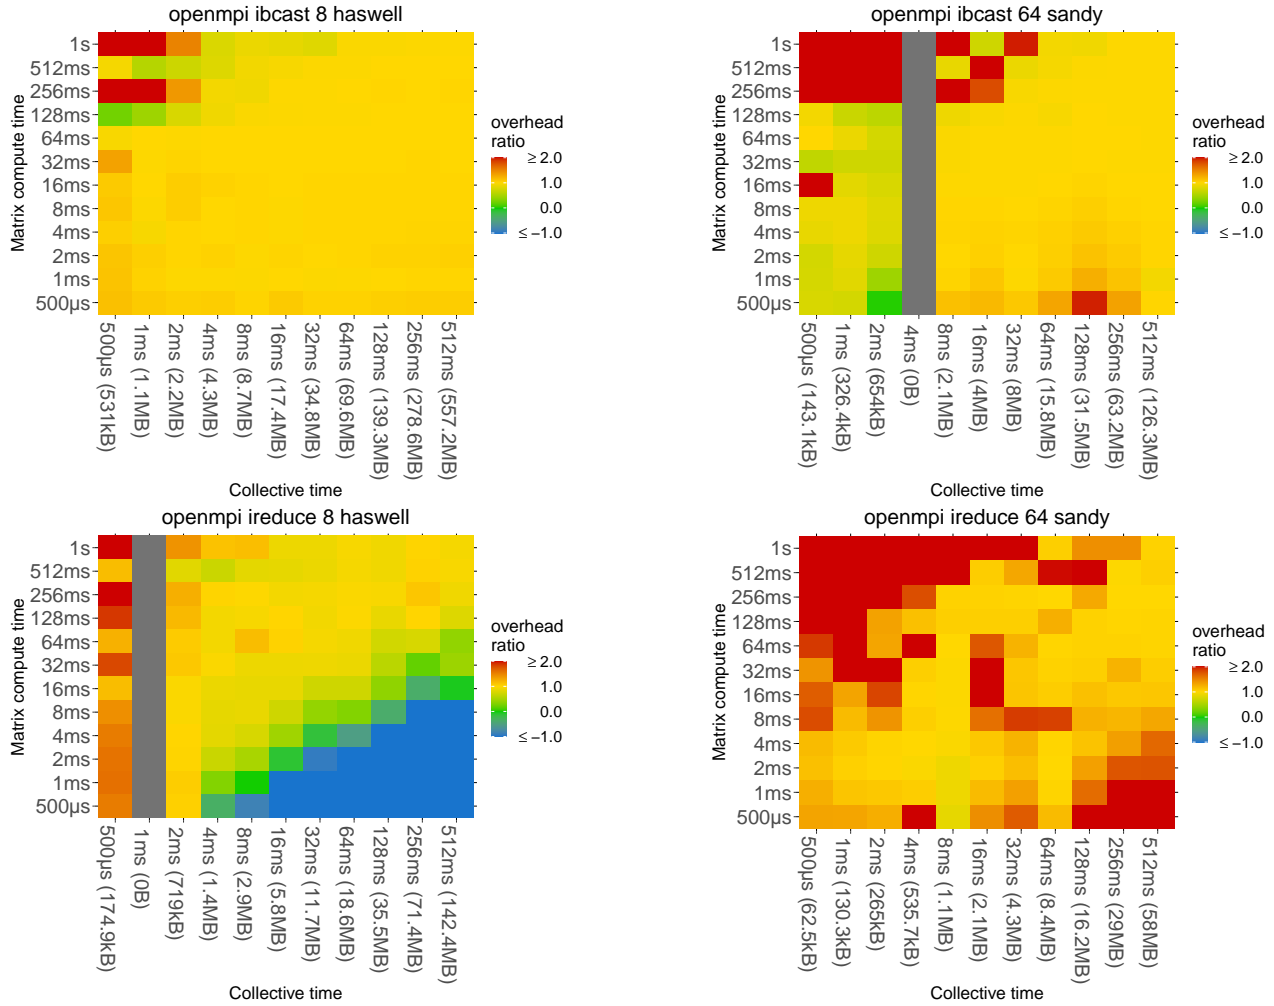 openmpi ibcast 8 haswell
1s
512ms
256ms
128ms
64ms
32ms
16ms
8ms
4ms
2ms
1ms
500µs
Matrix compute time
500µs (531kB)
1ms (1.1MB)
2ms (2.2MB)
4ms (4.3MB)
8ms (8.7MB)
16ms (17.4MB)
32ms (34.8MB)
64ms (69.6MB)
128ms (139.3MB)
256ms (278.6MB)
512ms (557.2MB)
Collective time
overhead
ratio
≥ 2.0
1.0
0.0
≤ −1.0
openmpi ibcast 64 sandy
1s
512ms
256ms
128ms
64ms
32ms
16ms
8ms
4ms
2ms
1ms
500µs
Matrix compute time
500µs (143.1kB)
1ms (326.4kB)
2ms (654kB)
4ms (0B)
8ms (2.1MB)
16ms (4MB)
32ms (8MB)
64ms (15.8MB)
128ms (31.5MB)
256ms (63.2MB)
512ms (126.3MB)
Collective time
overhead
ratio
≥ 2.0
1.0
0.0
≤ −1.0
openmpi ireduce 8 haswell
1s
512ms
256ms
128ms
64ms
32ms
16ms
8ms
4ms
2ms
1ms
500µs
Matrix compute time
500µs (174.9kB)
1ms (0B)
2ms (719kB)
4ms (1.4MB)
8ms (2.9MB)
16ms (5.8MB)
32ms (11.7MB)
64ms (18.6MB)
128ms (35.5MB)
256ms (71.4MB)
512ms (142.4MB)
Collective time
overhead
ratio
≥ 2.0
1.0
0.0
≤ −1.0
openmpi ireduce 64 sandy
1s
512ms
256ms
128ms
64ms
32ms
16ms
8ms
4ms
2ms
1ms
500µs
Matrix compute time
500µs (62.5kB)
1ms (130.3kB)
2ms (265kB)
4ms (535.7kB)
8ms (1.1MB)
16ms (2.1MB)
32ms (4.3MB)
64ms (8.4MB)
128ms (16.2MB)
256ms (29MB)
512ms (58MB)
Collective time
overhead
ratio
≥ 2.0
1.0
0.0
≤ −1.0